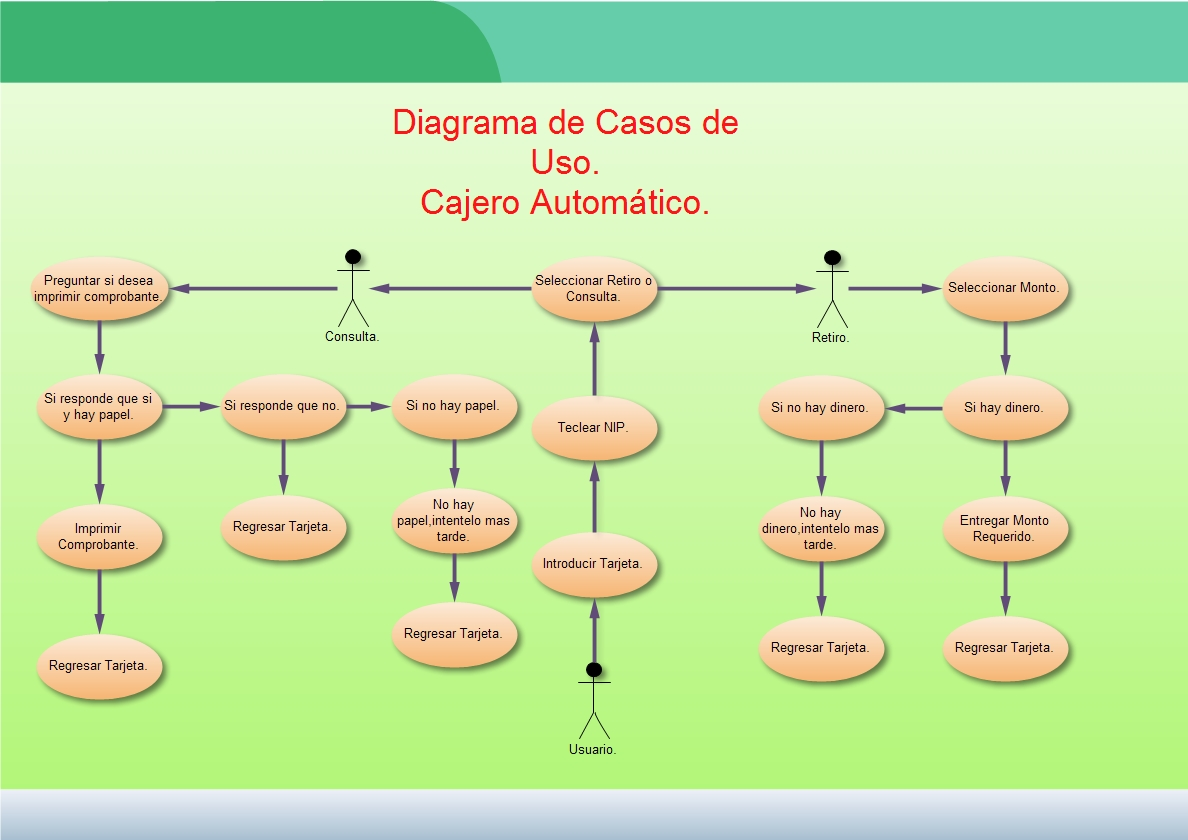 Diagrama de Casos de
Uso.
Cajero Automático.
Preguntar si desea
imprimir comprobante.
Consulta.
Seleccionar Retiro o
Consulta.
Retiro.
Seleccionar Monto.
Si responde que si
y hay papel.
Si responde que no.
Si no hay papel.
Teclear NIP.
Si no hay dinero.
Si hay dinero.
Imprimir
Comprobante.
Regresar Tarjeta.
No hay
papel,intentelo mas
tarde.
Introducir Tarjeta.
No hay
dinero,intentelo mas
tarde.
Entregar Monto
Requerido.
Regresar Tarjeta.
Regresar Tarjeta.
Regresar Tarjeta.
Regresar Tarjeta.
Usuario.